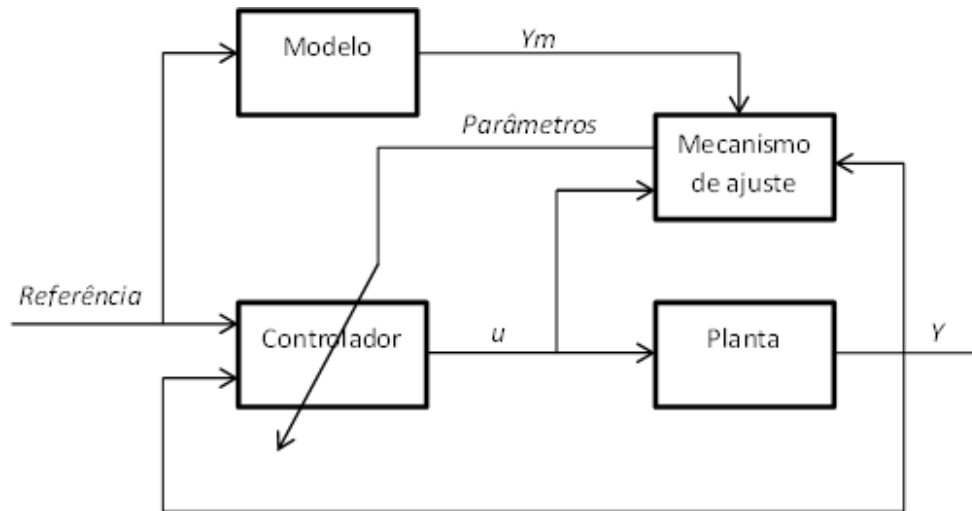 Modelo
Ym
Parâmetros
Mecanismo
de ajuste
Referência
Controlador
u
Planta
Y